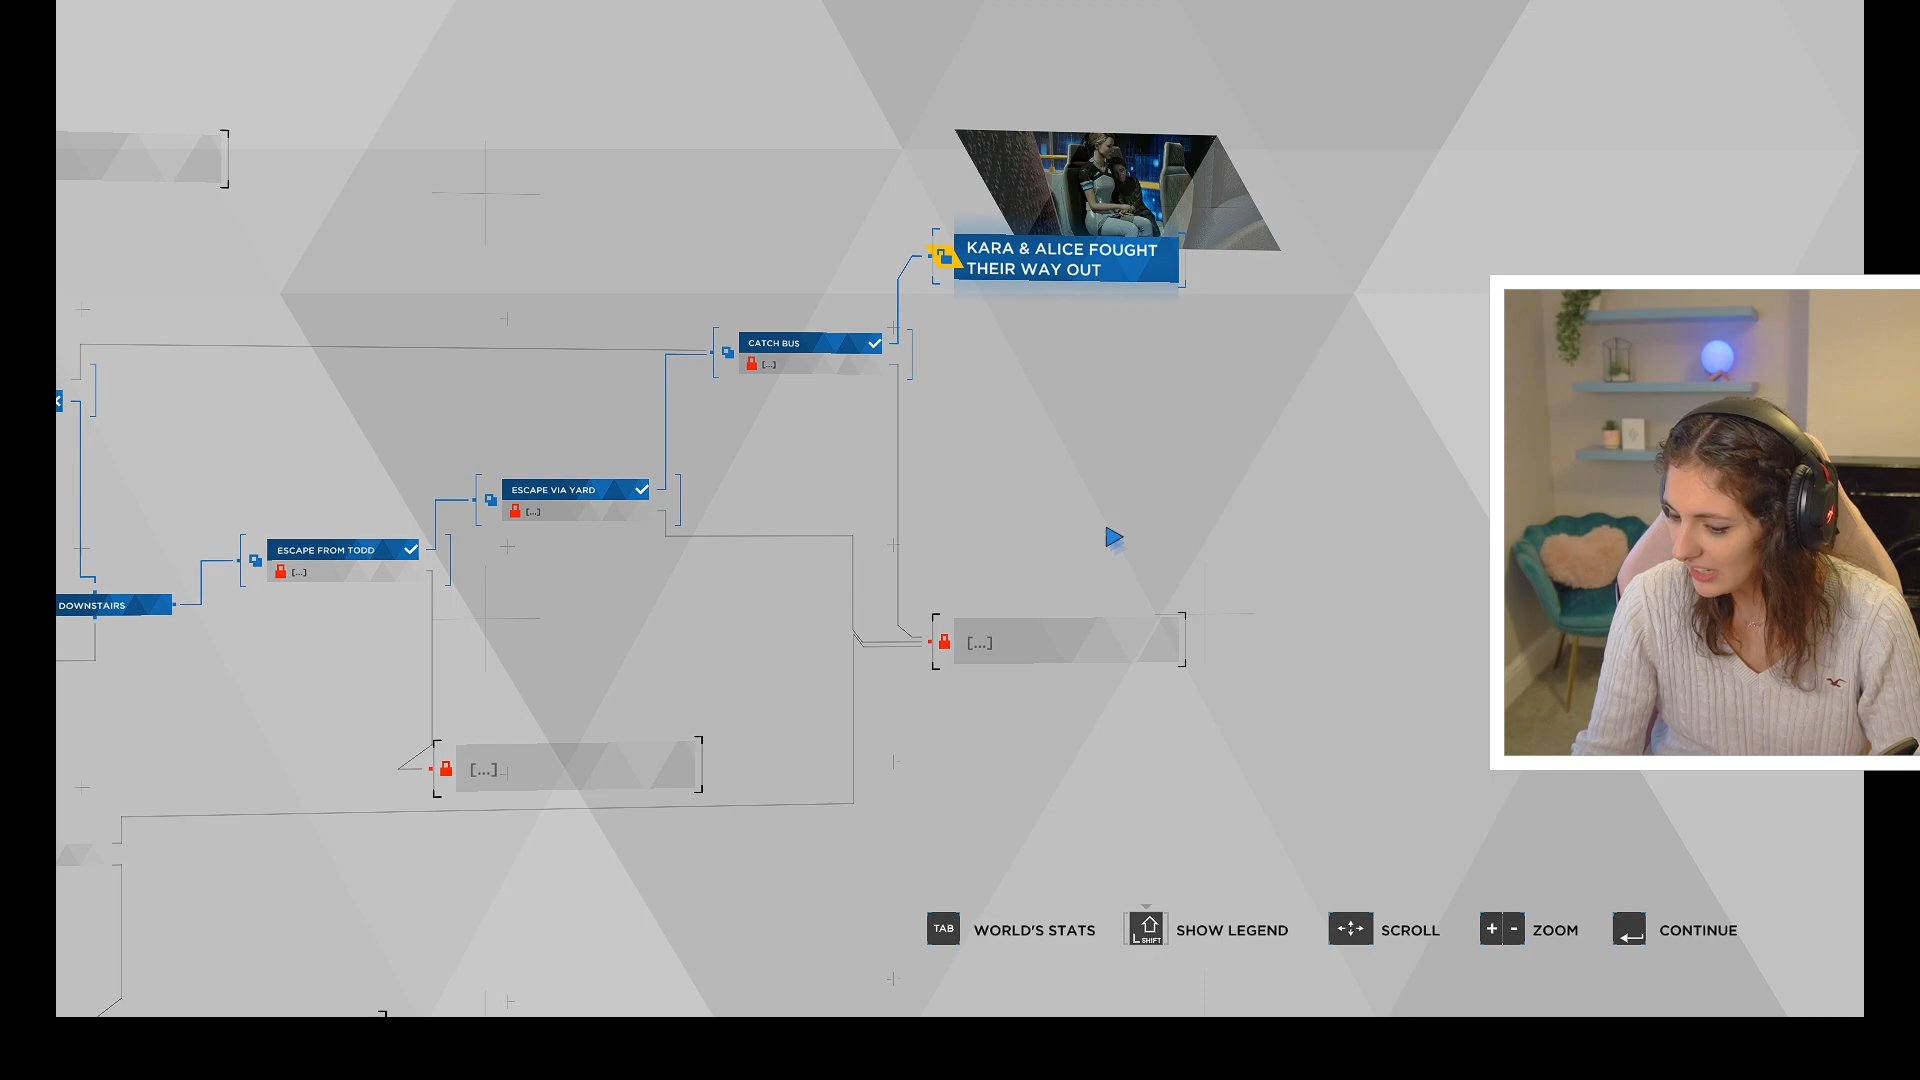 KARA & ALICE FOUGHT
THEIR WAY OUT
CATCH BUS
[...]
ESCAPE VIA YARD
[...]
ESCAPE FROM TODD
[...]
DOWNSTAIRS
[...]
[...]
TAB WORLD'S STATS
L SHIFT SHOW LEGEND
SCROLL
+ - ZOOM
CONTINUE